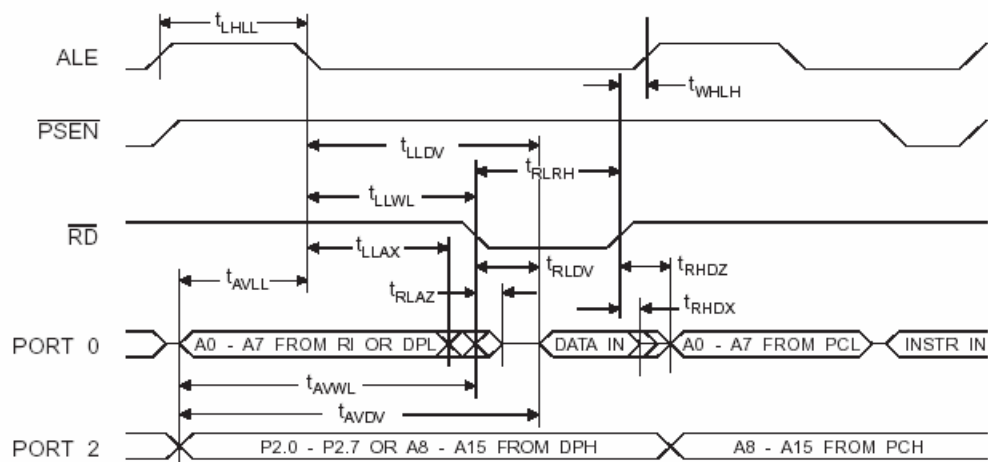 tLHLL
ALE
tWHLH
PSEN
tLLDV
tRLRH
tLLWL
RD
tLLAX
tRLDV
tRHDZ
tAVLL
tRLAZ
tRHDX
PORT 0
A0 - A7 FROM RI OR DPL
DATA IN
A0 - A7 FROM PCL
INSTR IN
tAVWL
tAVDV
PORT 2
P2.0 - P2.7 OR A8 - A15 FROM DPH
A8 - A15 FROM PCH